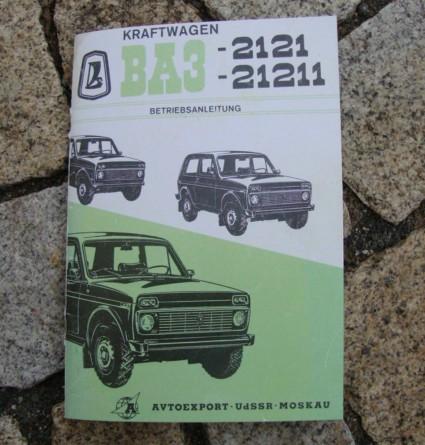 KRAFTWAGEN
ВАЗ -2121
-21211
BETRIEBSANLEITUNG
AVTOEXPORT · UdSSR · MOSKAU